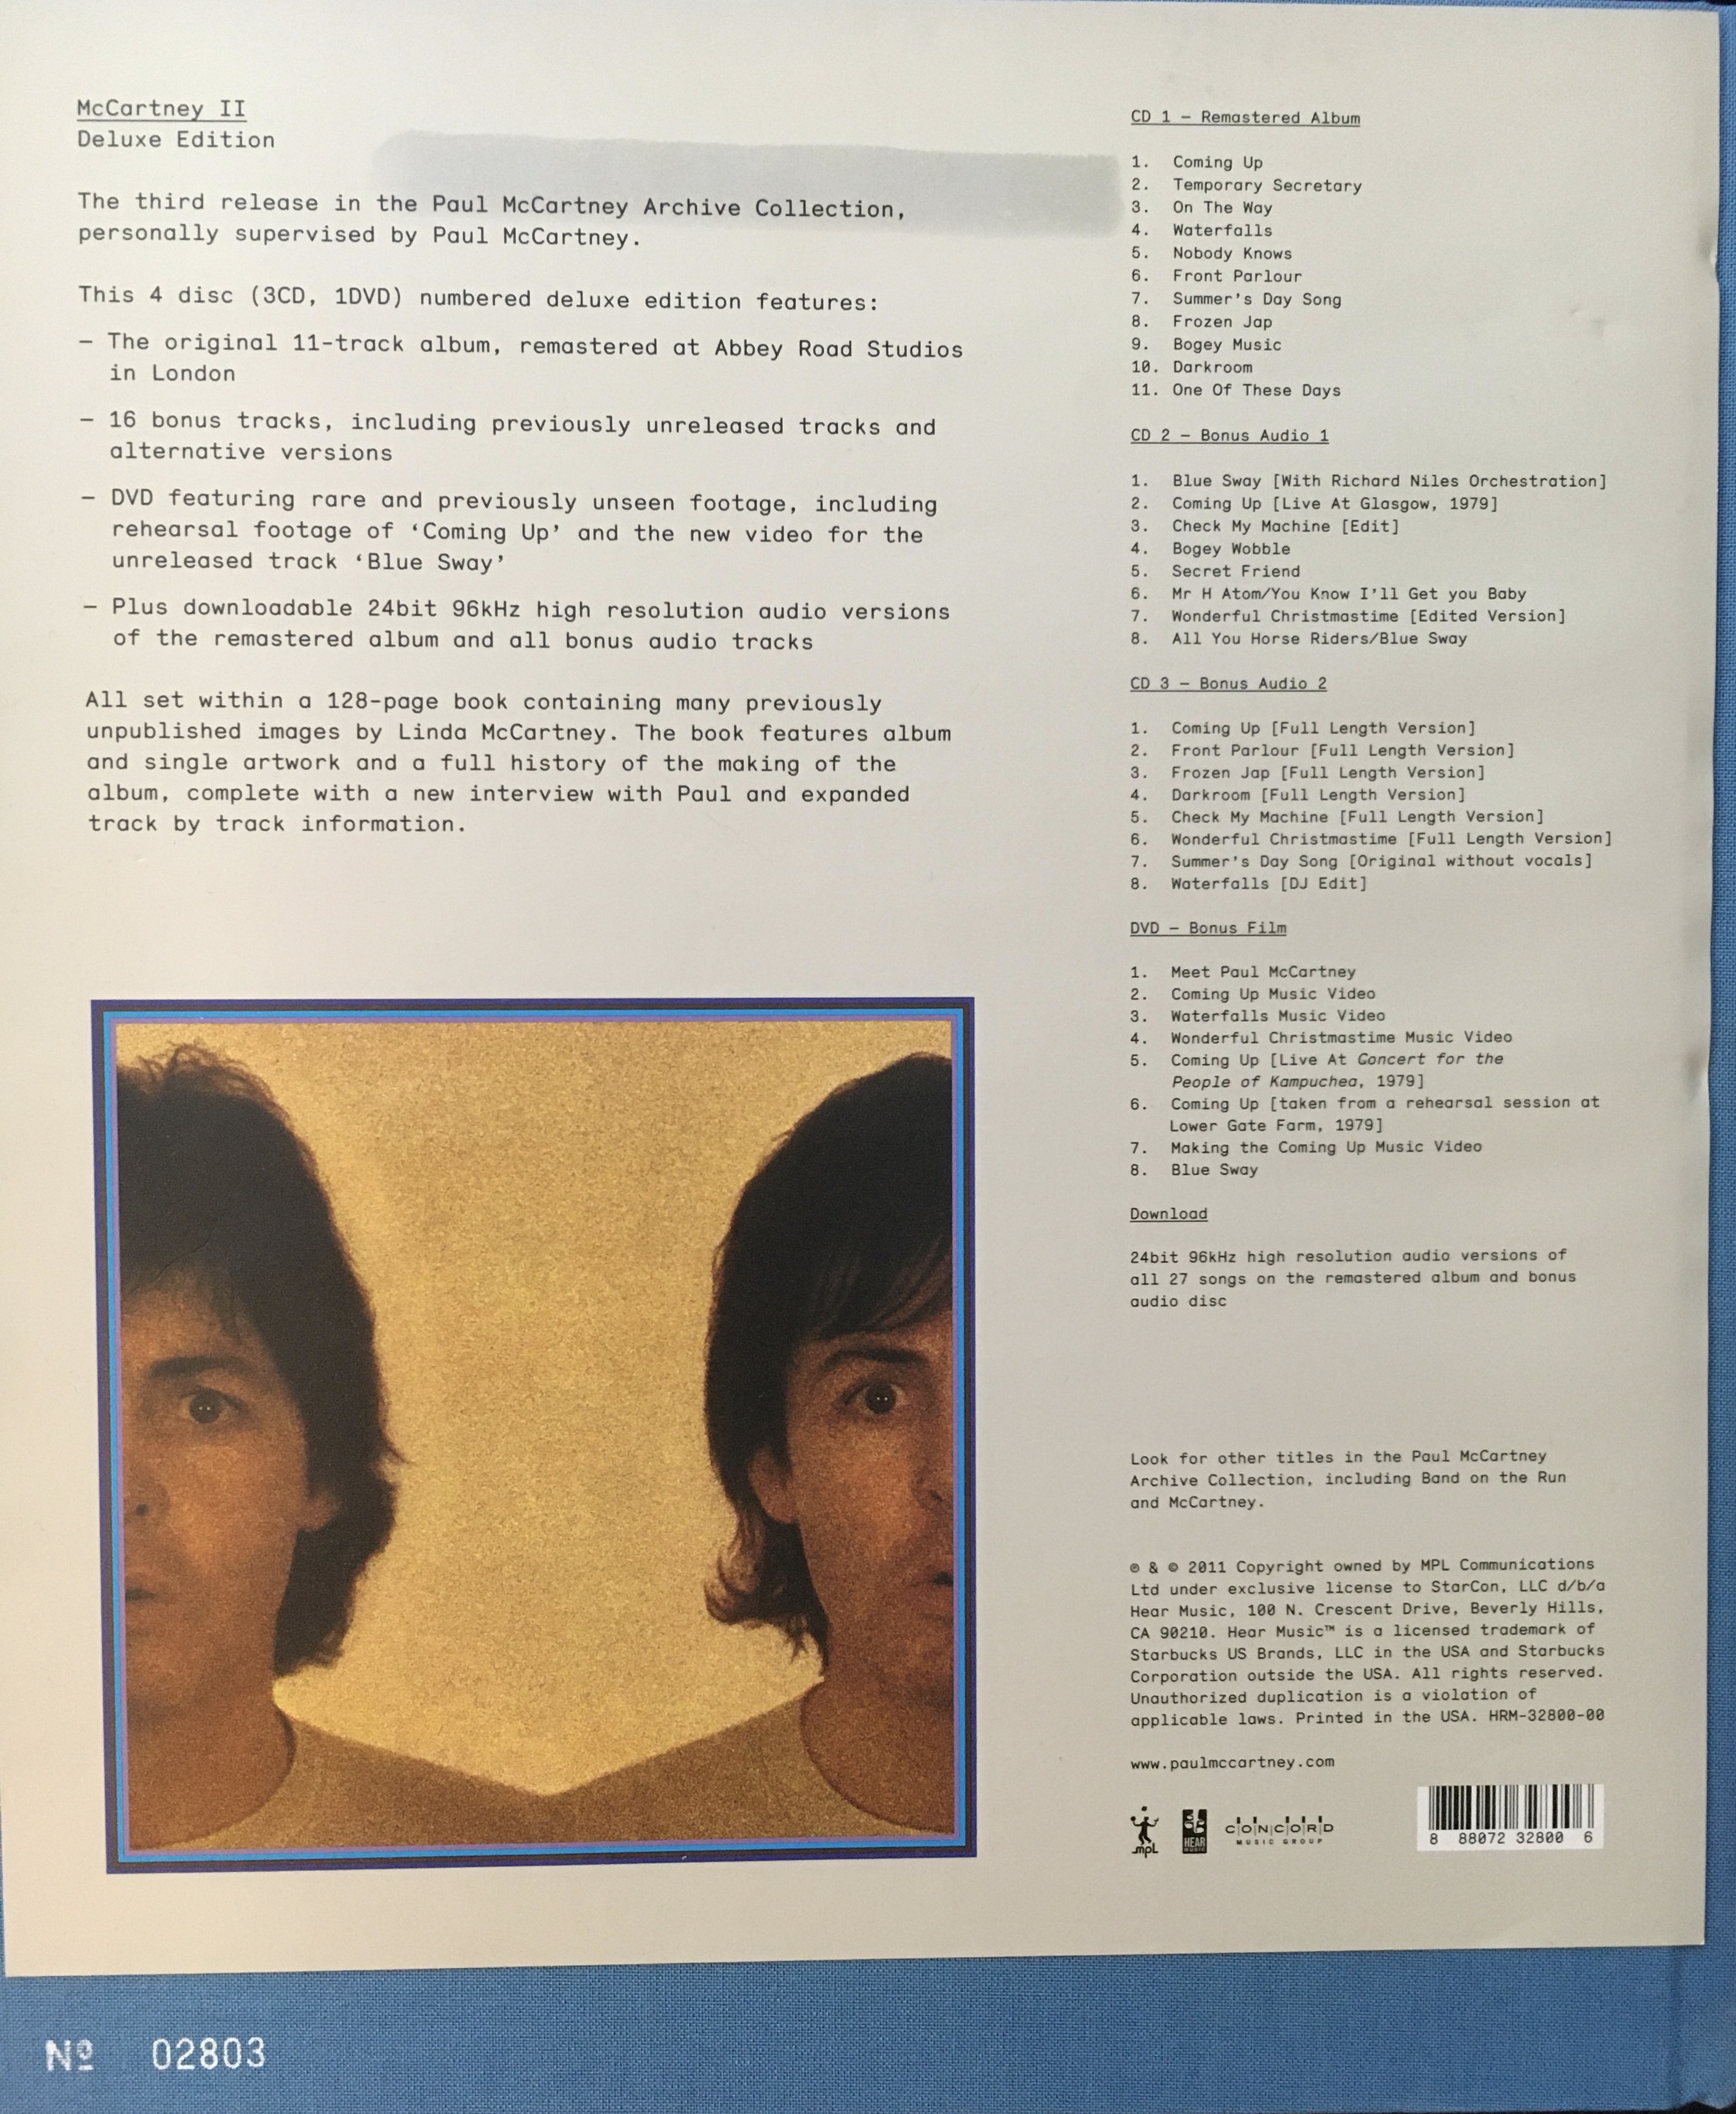 McCartney II
Deluxe Edition
The third release in the Paul McCartney Archive Collection,
personally supervised by Paul McCartney.
This 4 disc (3CD, 1DVD) numbered deluxe edition features:
– The original 11-track album, remastered at Abbey Road Studios
in London
– 16 bonus tracks, including previously unreleased tracks and
alternative versions
– DVD featuring rare and previously unseen footage, including
rehearsal footage of ‘Coming Up’ and the new video for the
unreleased track ‘Blue Sway’
– Plus downloadable 24bit 96kHz high resolution audio versions
of the remastered album and all bonus audio tracks
All set within a 128-page book containing many previously
unpublished images by Linda McCartney. The book features album
and single artwork and a full history of the making of the
album, complete with a new interview with Paul and expanded
track by track information.
CD 1 – Remastered Album
1. Coming Up
2. Temporary Secretary
3. On The Way
4. Waterfalls
5. Nobody Knows
6. Front Parlour
7. Summer’s Day Song
8. Frozen Jap
9. Bogey Music
10. Darkroom
11. One Of These Days
CD 2 – Bonus Audio 1
1. Blue Sway [With Richard Niles Orchestration]
2. Coming Up [Live At Glasgow, 1979]
3. Check My Machine [Edit]
4. Bogey Wobble
5. Secret Friend
6. Mr H Atom/You Know I’ll Get you Baby
7. Wonderful Christmastime [Edited Version]
8. All You Horse Riders/Blue Sway
CD 3 – Bonus Audio 2
1. Coming Up [Full Length Version]
2. Front Parlour [Full Length Version]
3. Frozen Jap [Full Length Version]
4. Darkroom [Full Length Version]
5. Check My Machine [Full Length Version]
6. Wonderful Christmastime [Full Length Version]
7. Summer’s Day Song [Original without vocals]
8. Waterfalls [DJ Edit]
DVD – Bonus Film
1. Meet Paul McCartney
2. Coming Up Music Video
3. Waterfalls Music Video
4. Wonderful Christmastime Music Video
5. Coming Up [Live At Concert for the
People of Kampuchea, 1979]
6. Coming Up [taken from a rehearsal session at
Lower Gate Farm, 1979]
7. Making the Coming Up Music Video
8. Blue Sway
Download
24bit 96kHz high resolution audio versions of
all 27 songs on the remastered album and bonus
audio disc
Look for other titles in the Paul McCartney
Archive Collection, including Band on the Run
and McCartney.
℗ & © 2011 Copyright owned by MPL Communications
Ltd under exclusive license to StarCon, LLC d/b/a
Hear Music, 100 N. Crescent Drive, Beverly Hills,
CA 90210. Hear Music™ is a licensed trademark of
Starbucks US Brands, LLC in the USA and Starbucks
Corporation outside the USA. All rights reserved.
Unauthorized duplication is a violation of
applicable laws. Printed in the USA. HRM-32800-00
www.paulmccartney.com
mpl
HEAR
MUSIC
CONCORD
MUSIC GROUP
8 88072 32800 6
Nº 02803